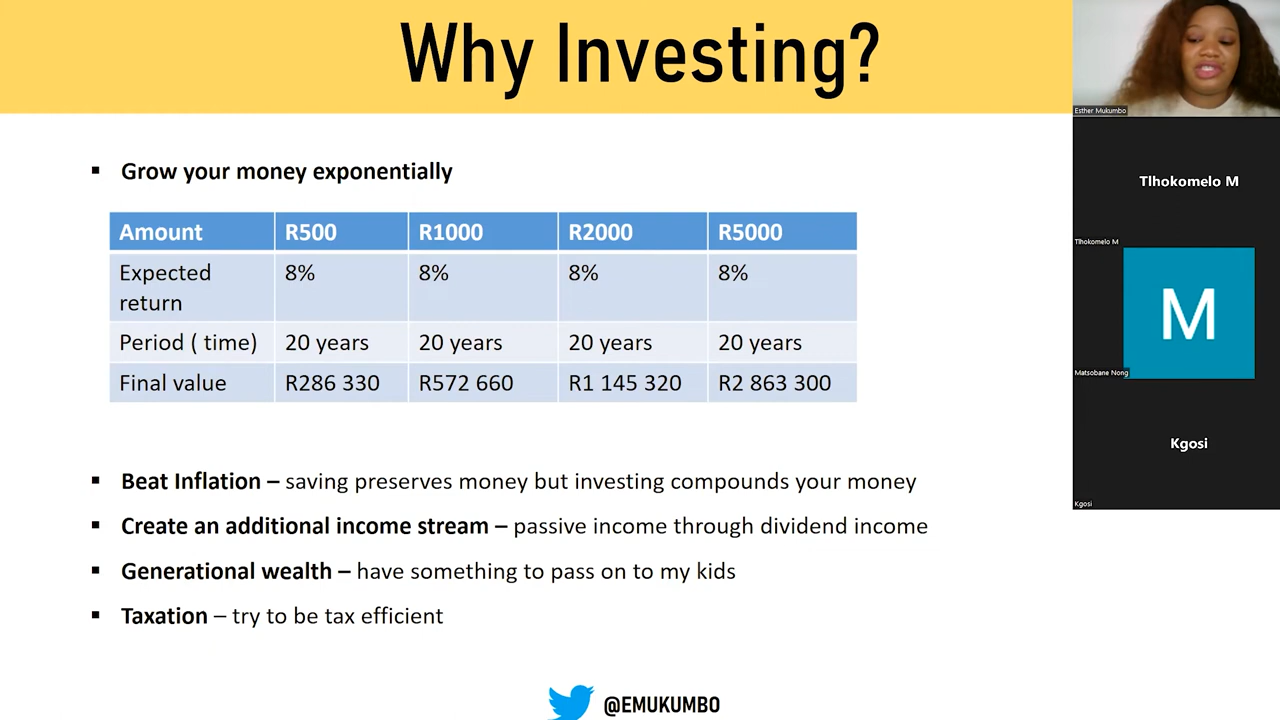 Why Investing?
Esther Mukumbo
▪ Grow your money exponentially
Tlhokomelo M
Amount R500 R1000 R2000 R5000
Tlhokomelo M
Expected return 8% 8% 8% 8%
M
Period ( time) 20 years 20 years 20 years 20 years
Final value R286 330 R572 660 R1 145 320 R2 863 300
Matsobane Nong
Kgosi
▪ Beat Inflation – saving preserves money but investing compounds your money
Kgosi
▪ Create an additional income stream – passive income through dividend income
▪ Generational wealth – have something to pass on to my kids
▪ Taxation – try to be tax efficient
@EMUKUMBO